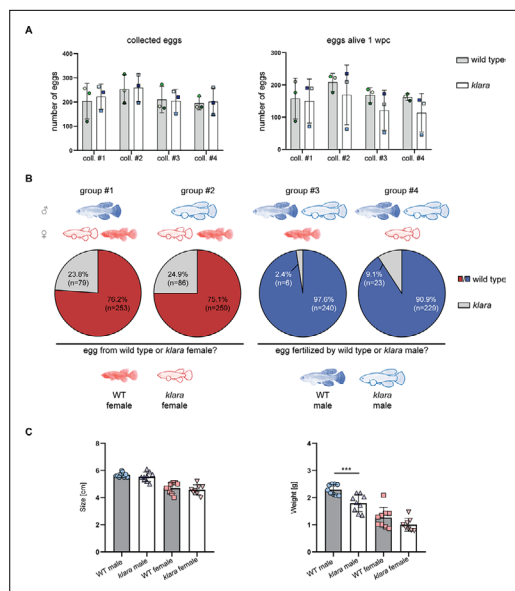 A
collected eggs
eggs alive 1 wpc
number of eggs
400
300
200
100
0
coll. #1 coll. #2 coll. #3 coll. #4
number of eggs
300
250
200
150
100
50
0
coll. #1 coll. #2 coll. #3 coll. #4
wild type
klara
B
group #1 group #2 group #3 group #4
♂
♀
23.8%
(n=79)
76.2%
(n=253)
24.9%
(n=86)
75.1%
(n=259)
2.4%
(n=6)
97.6%
(n=240)
9.1%
(n=23)
90.9%
(n=229)
wild type
klara
egg from wild type or klara female?
egg fertilized by wild type or klara male?
WT
female
klara
female
WT
male
klara
male
C
Size [cm]
8
6
4
2
0
WT male
klara male
WT female
klara female
Weight [g]
4
3
2
1
0
***
WT male
klara male
WT female
klara female